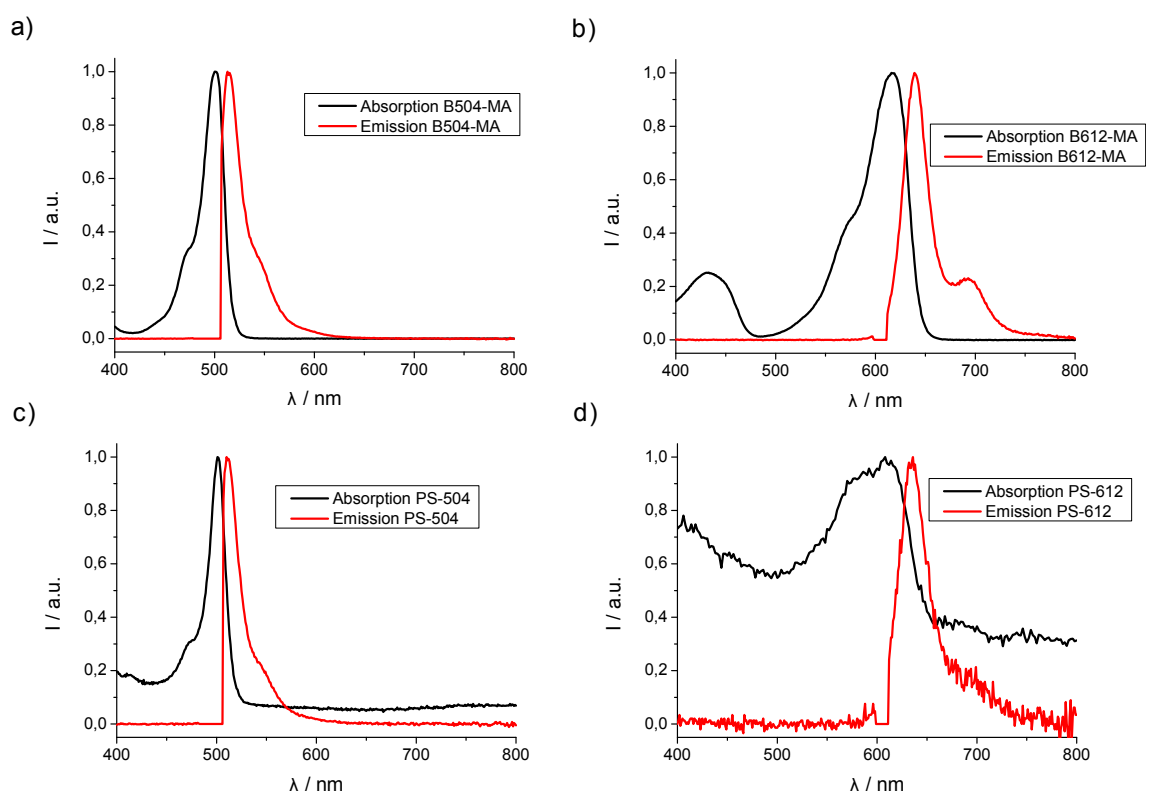 a)
I / a.u.
1,0
0,8
0,6
0,4
0,2
0,0
400 500 600 700 800
λ / nm
Absorption B504-MA
Emission B504-MA
b)
I / a.u.
1,0
0,8
0,6
0,4
0,2
0,0
400 500 600 700 800
λ / nm
Absorption B612-MA
Emission B612-MA
c)
I / a.u.
1,0
0,8
0,6
0,4
0,2
0,0
400 500 600 700 800
λ / nm
Absorption PS-504
Emission PS-504
d)
I / a.u.
1,0
0,8
0,6
0,4
0,2
0,0
400 500 600 700 800
λ / nm
Absorption PS-612
Emission PS-612